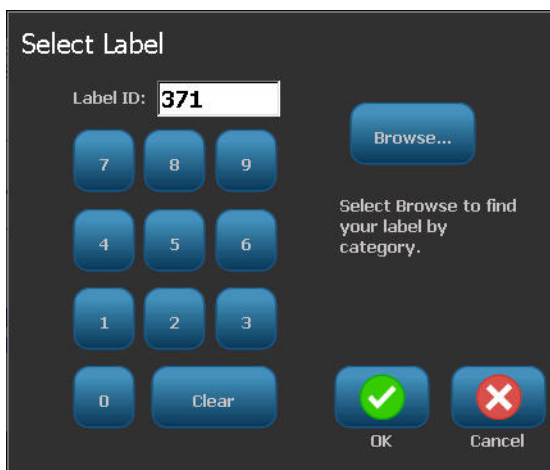 Select Label
Label ID: 371
Browse...
7 8 9
Select Browse to find
your label by
category.
4 5 6
1 2 3
0 Clear
OK Cancel